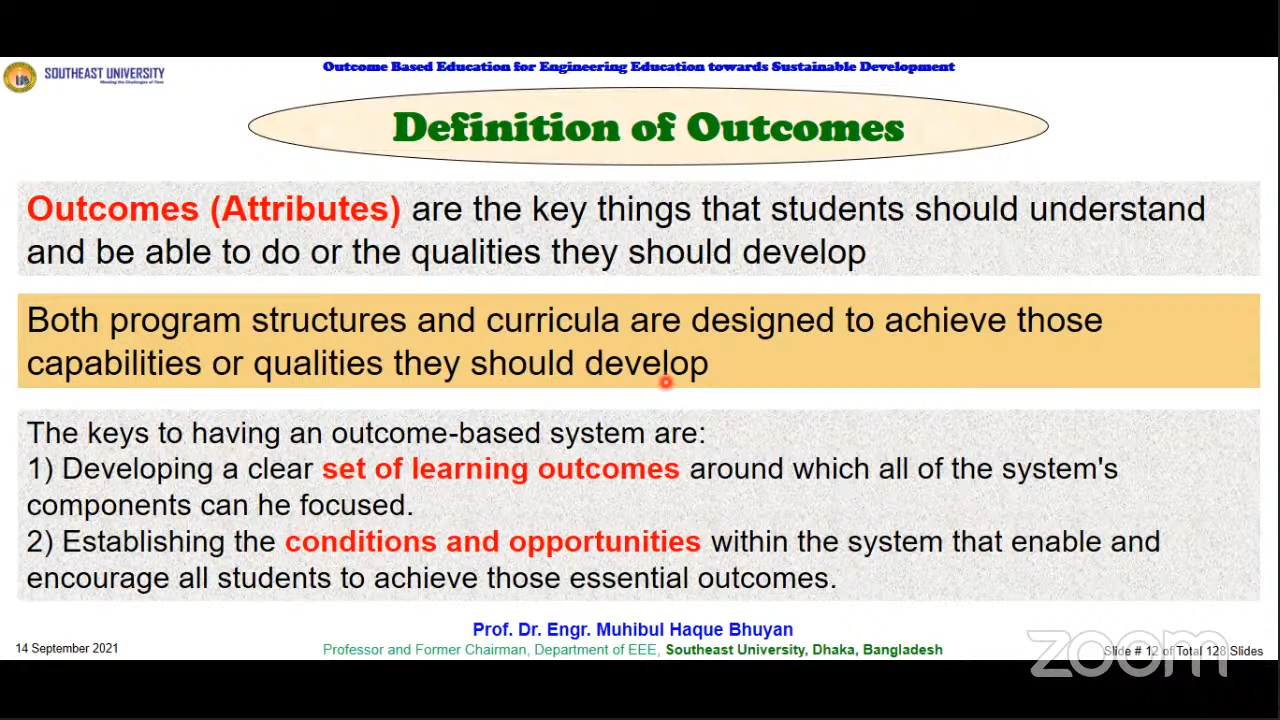 SOUTHEAST UNIVERSITY
Meeting the Challenges of Time
Outcome Based Education for Engineering Education towards Sustainable Development
Definition of Outcomes
Outcomes (Attributes) are the key things that students should understand
and be able to do or the qualities they should develop
Both program structures and curricula are designed to achieve those
capabilities or qualities they should develop
The keys to having an outcome-based system are:
1) Developing a clear set of learning outcomes around which all of the system's
components can he focused.
2) Establishing the conditions and opportunities within the system that enable and
encourage all students to achieve those essential outcomes.
Prof. Dr. Engr. Muhibul Haque Bhuyan
14 September 2021
Professor and Former Chairman, Department of EEE, Southeast University, Dhaka, Bangladesh
Slide # 12 of Total 128 Slides
zoom